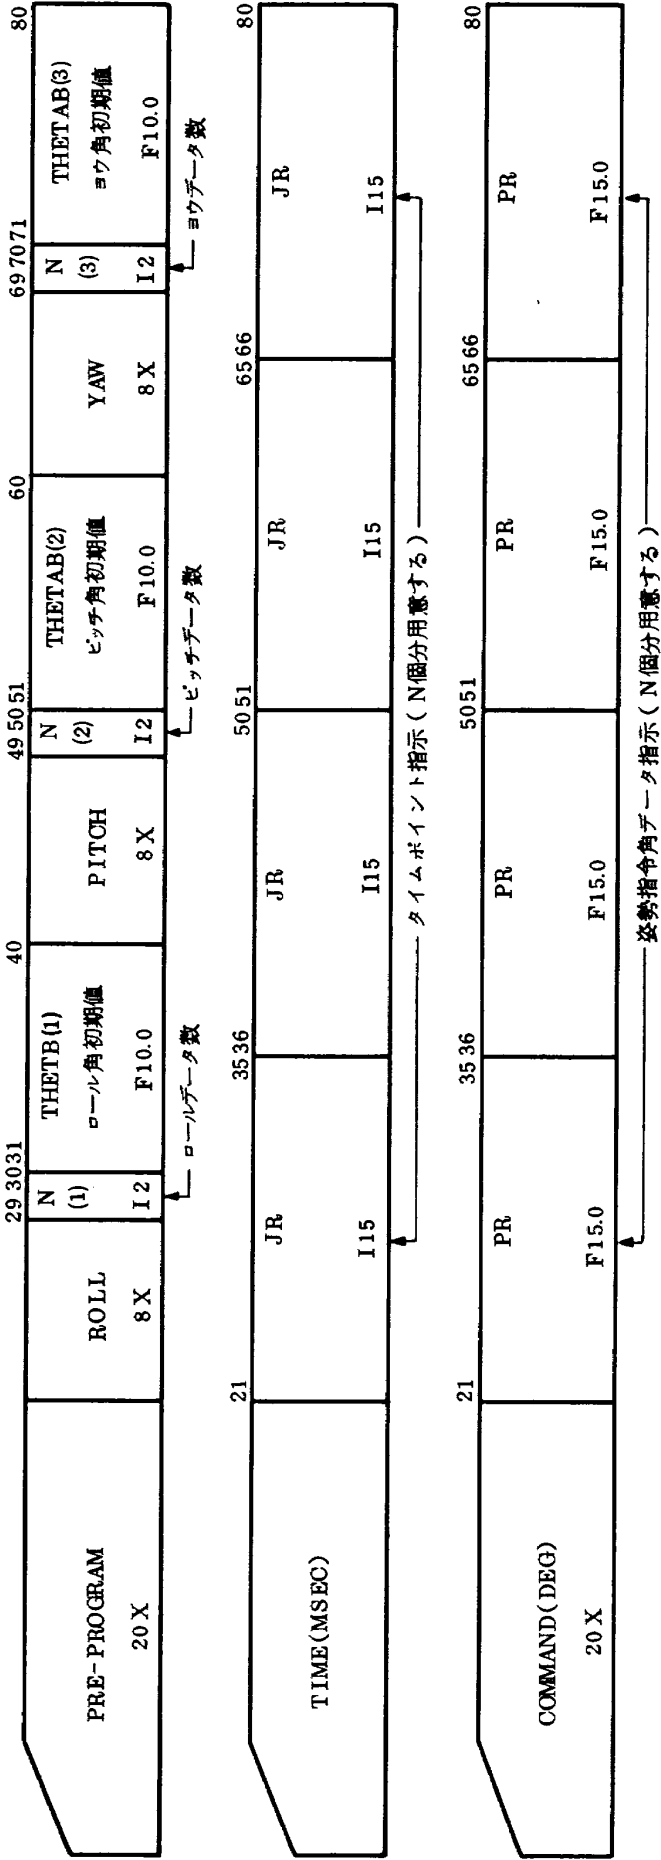 29 30 31
40
49 50 51
60
69 70 71
80
PRE-PROGRAM
20X
ROLL
8X
N
(1)
I2
THETB(1)
ロール角初期値
F10.0
PITCH
8X
N
(2)
I2
THETAB(2)
ピッチ角初期値
F10.0
YAW
8X
N
(3)
I2
THETAB(3)
ヨウ角初期値
F10.0
ロールデータ数
ピッチデータ数
ヨウデータ数
21
35 36
50 51
65 66
80
TIME(MSEC)
JR
I15
JR
I15
JR
I15
JR
I15
タイムポイント指示(N個分用意する)
21
35 36
50 51
65 66
80
COMMAND(DEG)
20X
PR
F15.0
PR
F15.0
PR
F15.0
PR
F15.0
姿勢指令角データ指示(N個分用意する)